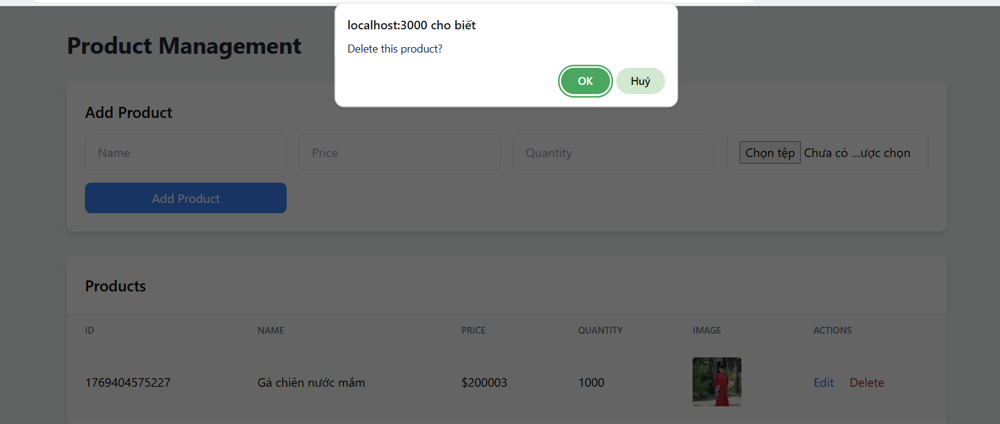 localhost:3000 cho biết
Delete this product?
OK Huỷ
Product Management
Add Product
Name Price Quantity Chọn tệp Chưa có ...ược chọn
Add Product
Products
ID NAME PRICE QUANTITY IMAGE ACTIONS
1769404575227 Gà chiên nước mắm $200003 1000 Edit Delete